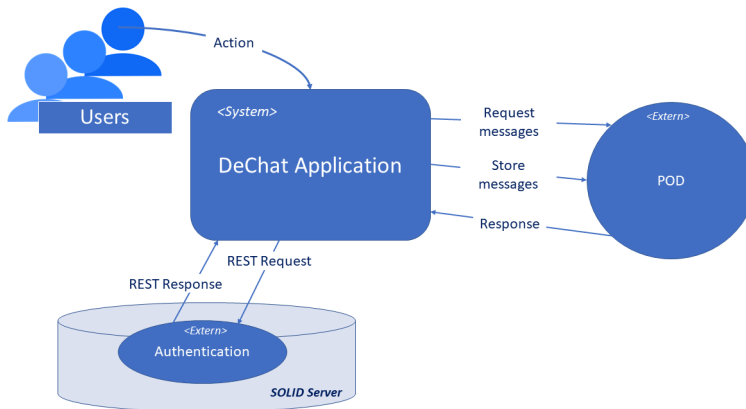 Action
Users
<System>
DeChat Application
Request
messages
Store
messages
Response
<Extern>
POD
REST Request
REST Response
<Extern>
Authentication
SOLID Server